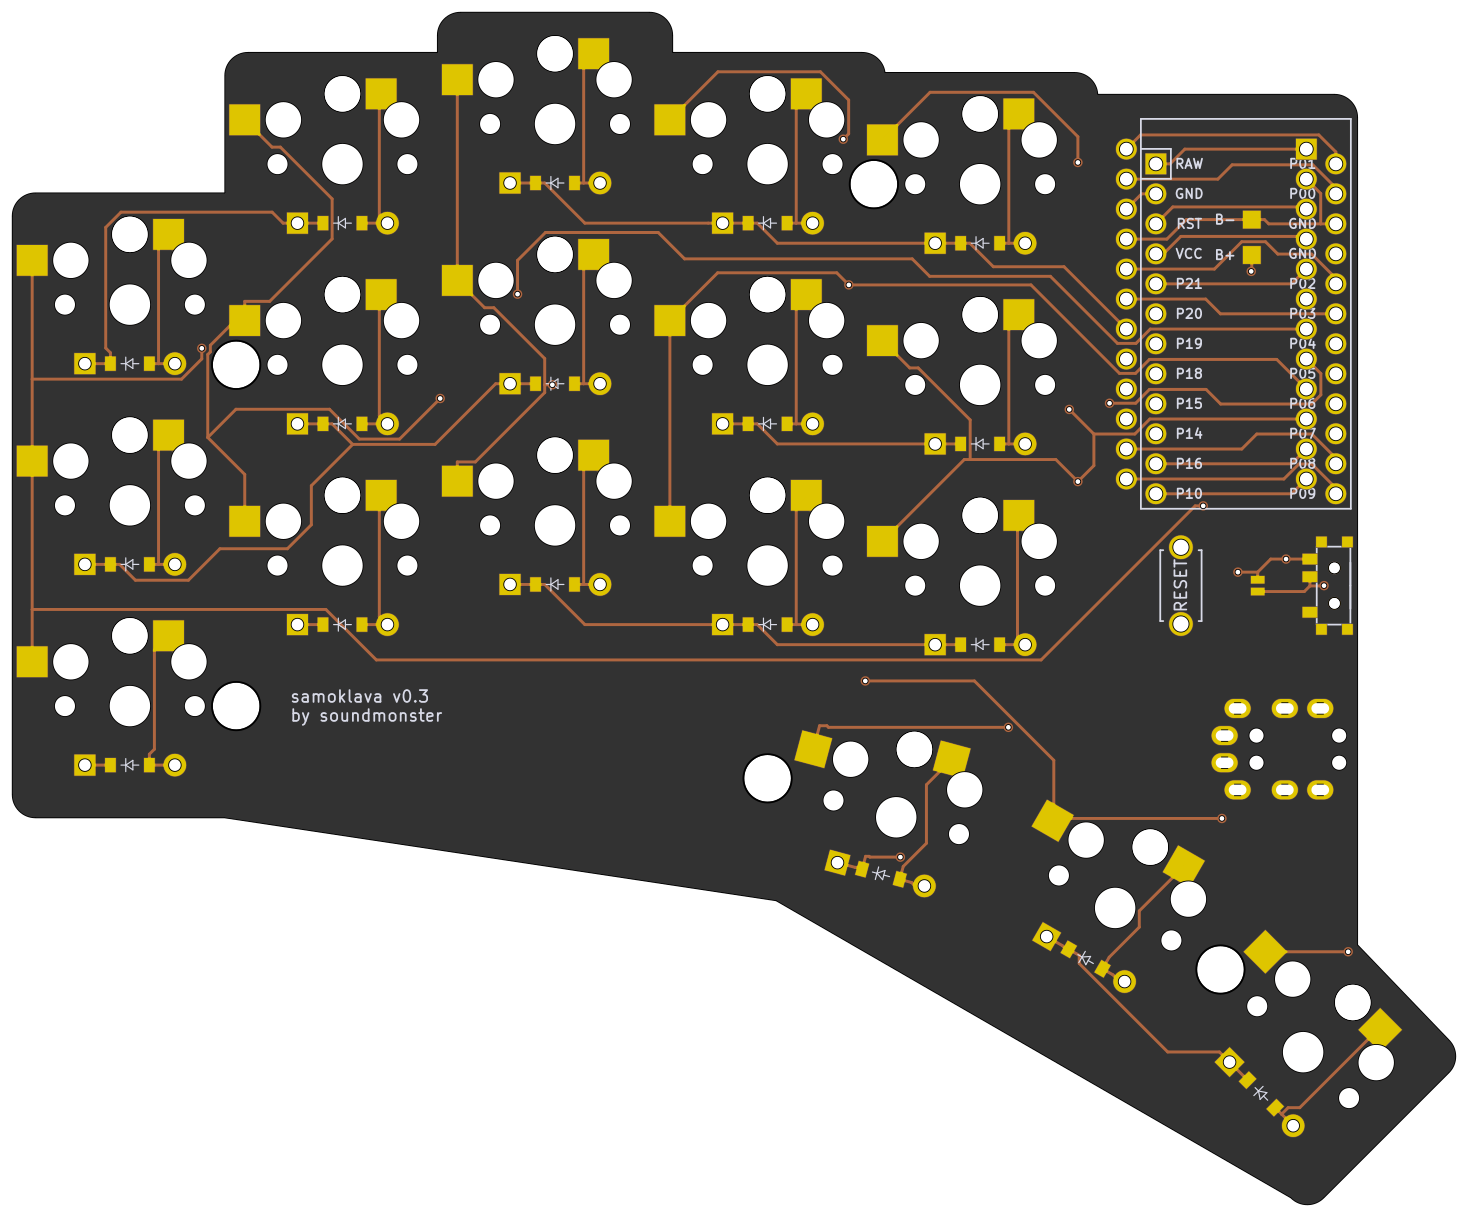 RAW P01
GND P00
RST B- GND
VCC B+ GND
P21 P02
P20 P03
P19 P04
P18 P05
P15 P06
P14 P07
P16 P08
P10 P09
RESET
samoklava v0.3
by soundmonster